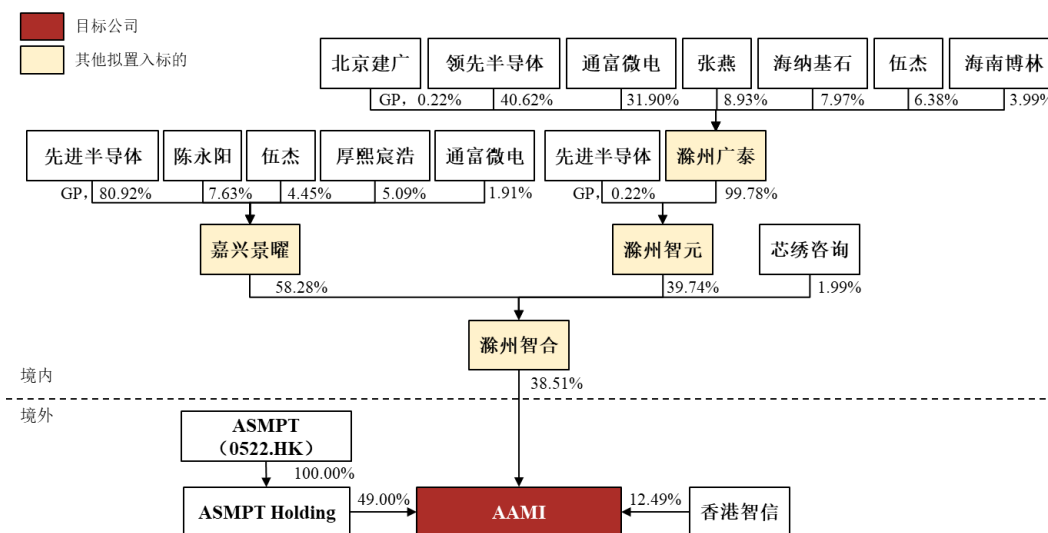 目标公司
其他拟置入标的
北京建广
领先半导体
通富微电
张燕
海纳基石
伍杰
海南博林
GP，0.22%
40.62%
31.90%
8.93%
7.97%
6.38%
3.99%
先进半导体
陈永阳
伍杰
厚熙宸浩
通富微电
先进半导体
滁州广泰
GP，80.92%
7.63%
4.45%
5.09%
1.91%
GP，0.22%
99.78%
嘉兴景曜
滁州智元
芯绣咨询
58.28%
39.74%
1.99%
滁州智合
境内
38.51%
境外
ASMPT
（0522.HK）
100.00%
ASMPT Holding
49.00%
AAMI
12.49%
香港智信